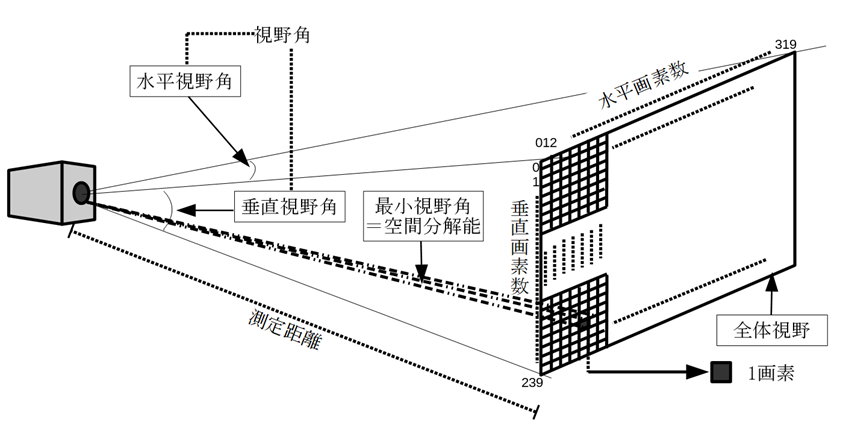 視野角
319
水平視野角
水平画素数
012
0
1
垂直視野角
最小視野角
＝空間分解能
垂直画素数
測定距離
全体視野
239
1画素